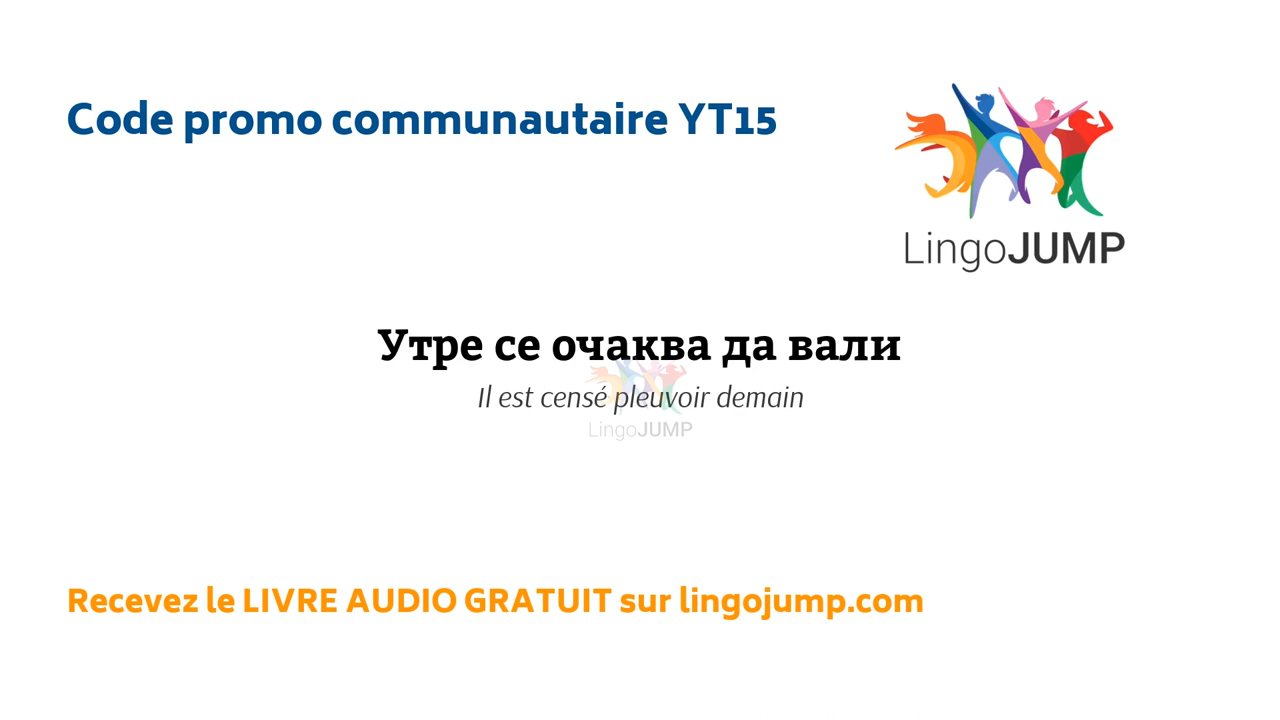 Code promo communautaire YT15
LingoJUMP
Утре се очаква да вали
Il est censé pleuvoir demain
LingoJUMP
Recevez le LIVRE AUDIO GRATUIT sur lingojump.com